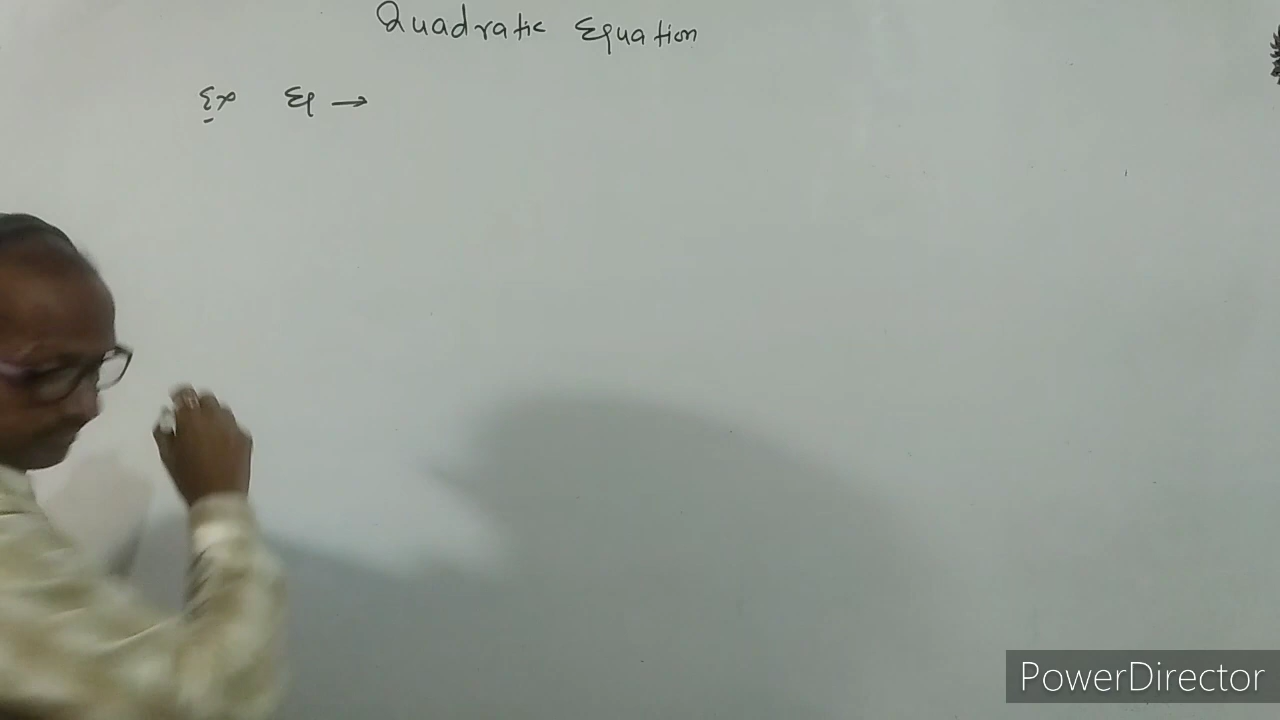 Quadratic Equation
Ex Eq →
PowerDirector